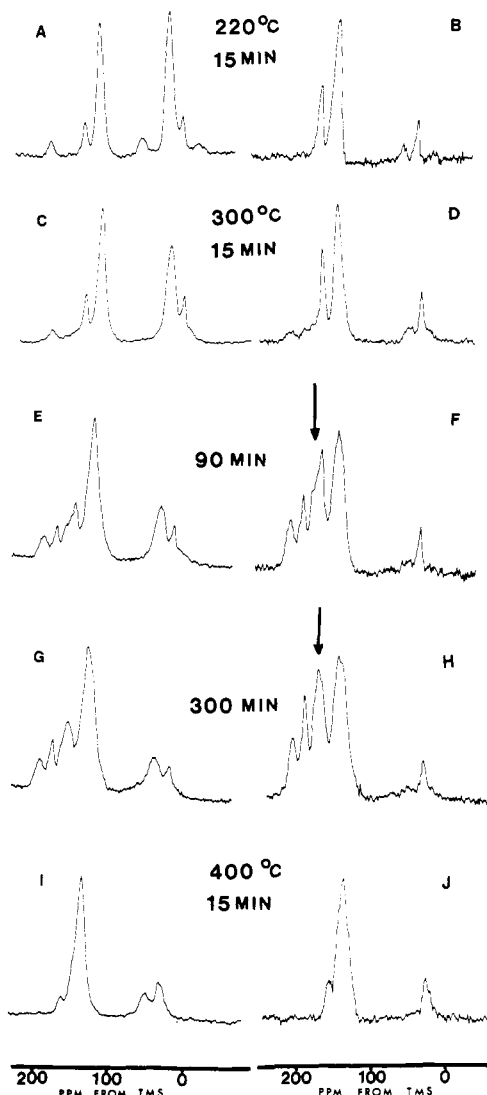 A 220 °C B
15 MIN
C 300 °C D
15 MIN
E 90 MIN F
G 300 MIN H
I 400 °C J
15 MIN
200 100 0 200 100 0
PPM FROM TMS PPM FROM TMS